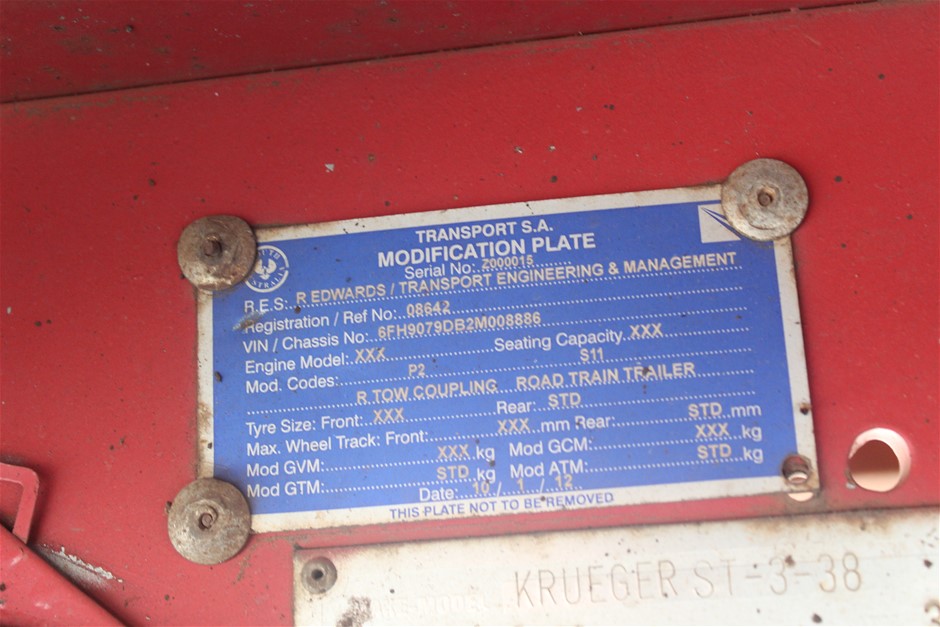 TRANSPORT S.A.
MODIFICATION PLATE
Serial No: Z000015
R.E.S: R EDWARDS / TRANSPORT ENGINEERING & MANAGEMENT
Registration / Ref No: 08642
VIN / Chassis No: 6FH9079DB2M008886
Engine Model: XXX Seating Capacity XXX
Mod. Codes: P2 S11
R TOW COUPLING ROAD TRAIN TRAILER
Tyre Size: Front: XXX Rear: STD
Max. Wheel Track: Front: XXX mm Rear: STD mm
Mod GVM: XXX kg Mod GCM: XXX kg
Mod GTM: STD kg Mod ATM: STD kg
Date: 10 / 1 / 12
THIS PLATE NOT TO BE REMOVED
KRUEGER ST-3-38